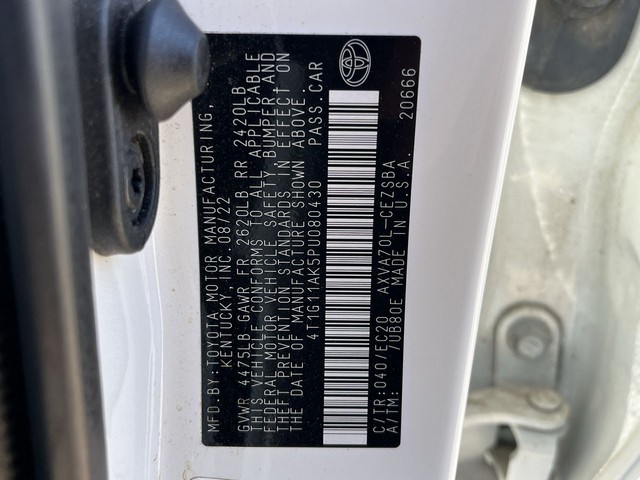 MFD. BY: TOYOTA MOTOR MANUFACTURING,
KENTUCKY, INC. 08/22
GVWR 4475LB GAWR FR 2620LB RR 2420LB
THIS VEHICLE CONFORMS TO ALL APPLICABLE
FEDERAL MOTOR VEHICLE SAFETY, BUMPER, AND
THEFT PREVENTION STANDARDS IN EFFECT ON
THE DATE OF MANUFACTURE SHOWN ABOVE.
4T1G11AK5PU080430 PASS.CAR
C/TR: 040/EC20 AXVA70L-CEZSBA
A/TM: /UB80E MADE IN U.S.A. 20666